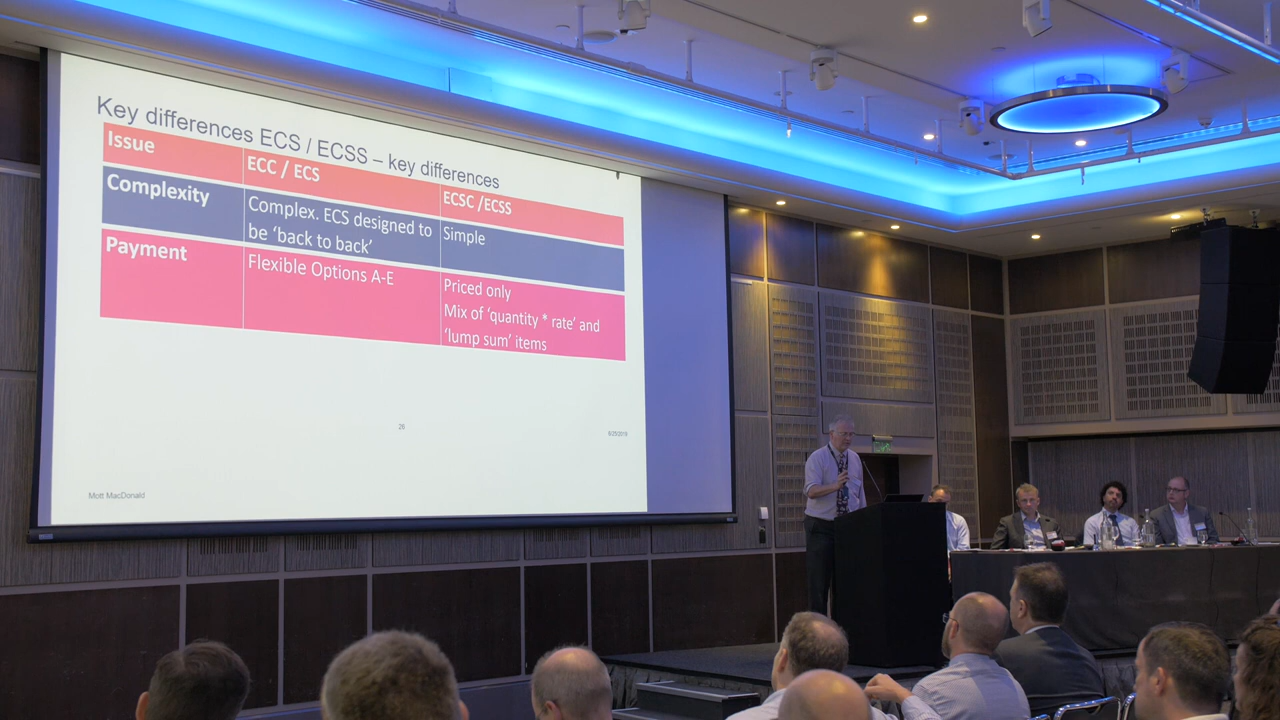 Key differences ECS / ECSS – key differences
Issue
ECC / ECS
ECSC /ECSS
Complexity
Complex. ECS designed to
be ‘back to back’
Simple
Payment
Flexible Options A-E
Priced only
Mix of ‘quantity * rate’ and
‘lump sum’ items
26
Mott MacDonald